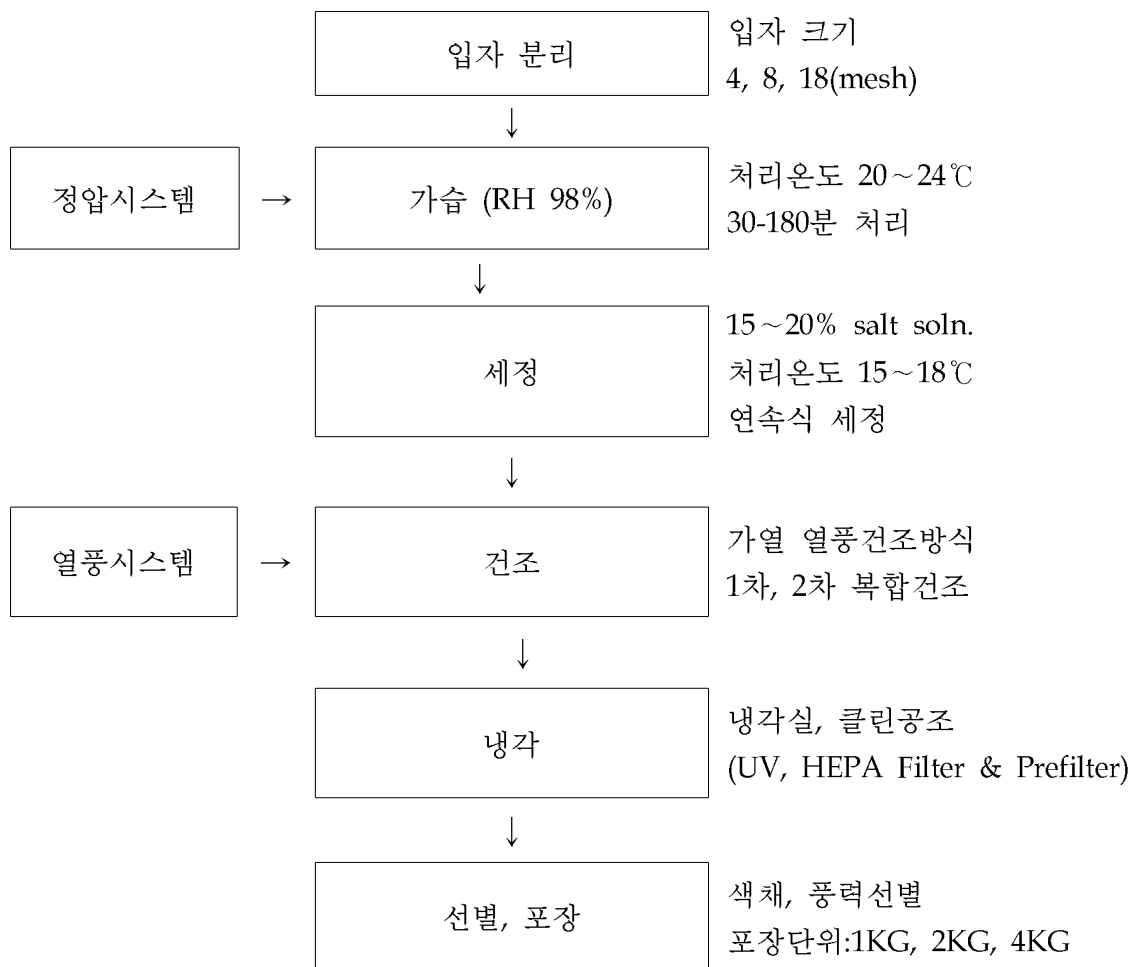 입자 분리
입자 크기
4, 8, 18(mesh)
↓
정압시스템
→
가습 (RH 98%)
처리온도 20~24℃
30-180분 처리
↓
세정
15~20% salt soln.
처리온도 15~18℃
연속식 세정
↓
열풍시스템
→
건조
가열 열풍건조방식
1차, 2차 복합건조
↓
냉각
냉각실, 클린공조
(UV, HEPA Filter & Prefilter)
↓
선별, 포장
색채, 풍력선별
포장단위:1KG, 2KG, 4KG